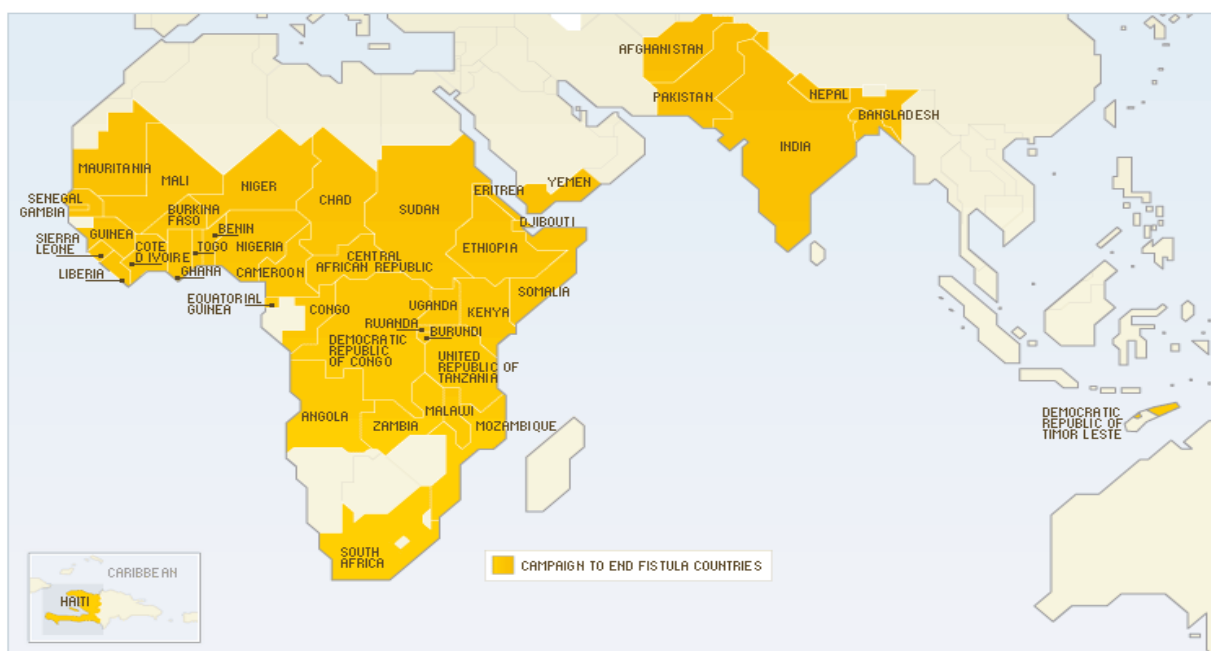 AFGHANISTAN
PAKISTAN
NEPAL
BANGLADESH
INDIA
MAURITANIA
MALI
NIGER
CHAD
SUDAN
ERITREA
YEMEN
SENEGAL
GAMBIA
BURKINA
FASO
BENIN
DJIBOUTI
GUINEA
SIERRA
LEONE
COTE
D IVOIRE
TOGO
NIGERIA
ETHIOPIA
LIBERIA
GHANA
CAMEROON
CENTRAL
AFRICAN REPUBLIC
SOMALIA
EQUATORIAL
GUINEA
CONGO
UGANDA
KENYA
RWANDA
BURUNDI
DEMOCRATIC
REPUBLIC
OF CONGO
UNITED
REPUBLIC OF
TANZANIA
ANGOLA
ZAMBIA
MALAWI
MOZAMBIQUE
DEMOCRATIC
REPUBLIC OF
TIMOR LESTE
SOUTH
AFRICA
CAMPAIGN TO END FISTULA COUNTRIES
CARIBBEAN
HAITI